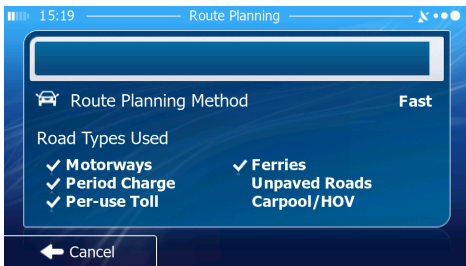 15:19 Route Planning
Route Planning Method Fast
Road Types Used
Motorways Ferries
Period Charge Unpaved Roads
Per-use Toll Carpool/HOV
Cancel